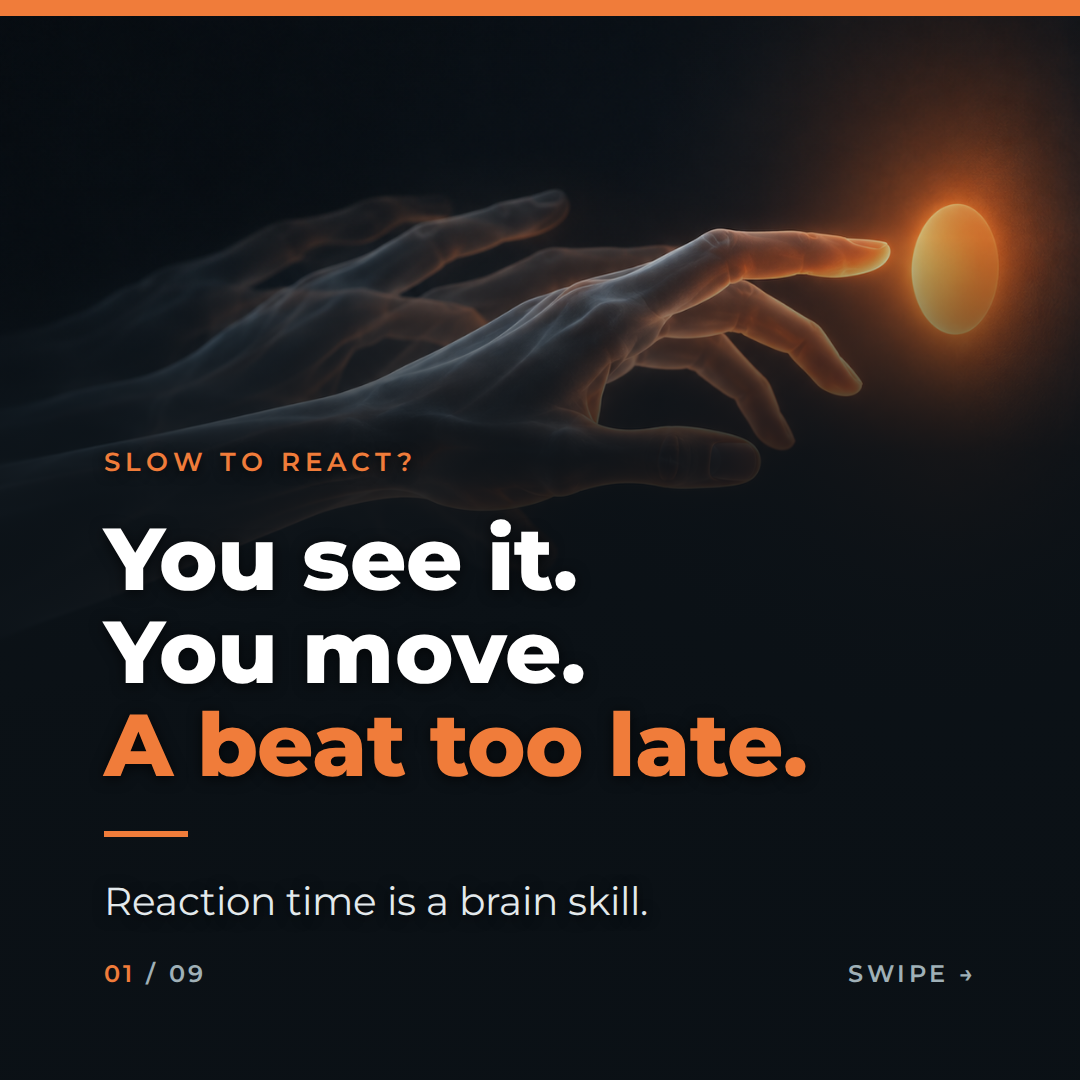 SLOW TO REACT?
You see it.
You move.
A beat too late.
Reaction time is a brain skill.
01 / 09
SWIPE →